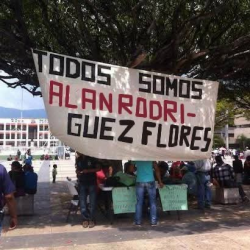 TODOS SOMOS
ALAN RODRI-
GUEZ FLORES